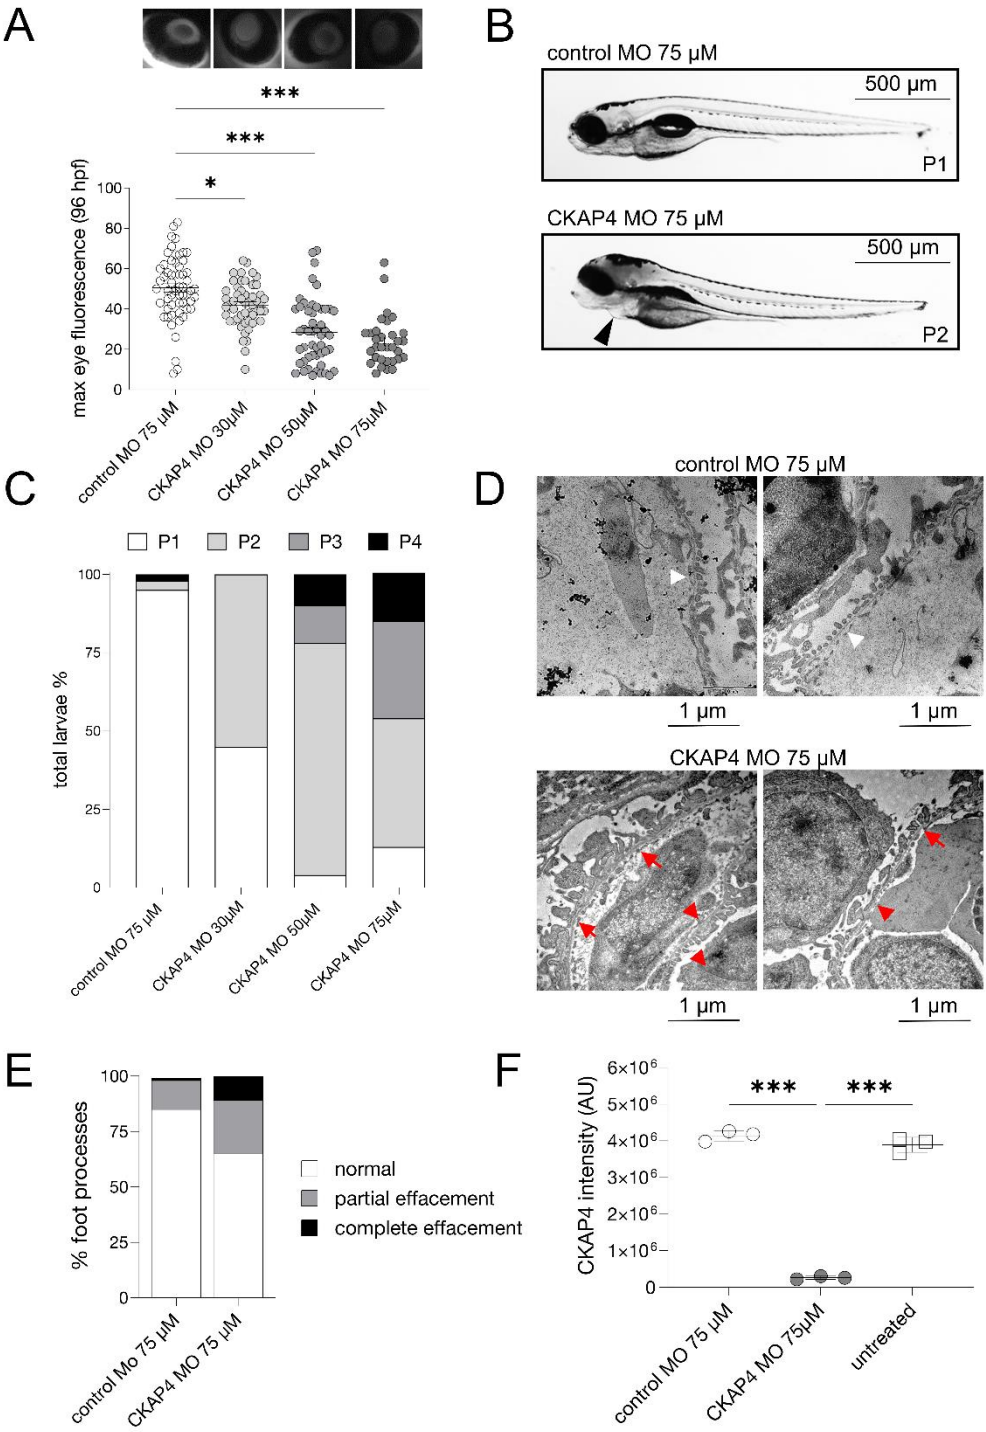 A
***
***
*
max eye fluorescence (96 hpf)
100
80
60
40
20
0
control MO 75 µM
CKAP4 MO 30µM
CKAP4 MO 50µM
CKAP4 MO 75µM
B
control MO 75 µM
500 µm
P1
CKAP4 MO 75 µM
500 µm
P2
C
P1 P2 P3 P4
total larvae %
100
75
50
25
0
control MO 75 µM
CKAP4 MO 30µM
CKAP4 MO 50µM
CKAP4 MO 75µM
D
control MO 75 µM
1 µm 1 µm
CKAP4 MO 75 µM
1 µm 1 µm
E
% foot processes
100
75
50
25
0
control Mo 75 µM
CKAP4 MO 75 µM
normal
partial effacement
complete effacement
F
CKAP4 intensity (AU)
6×10⁶
5×10⁶
4×10⁶
3×10⁶
2×10⁶
1×10⁶
0
*** ***
control MO 75 µM
CKAP4 MO 75µM
untreated